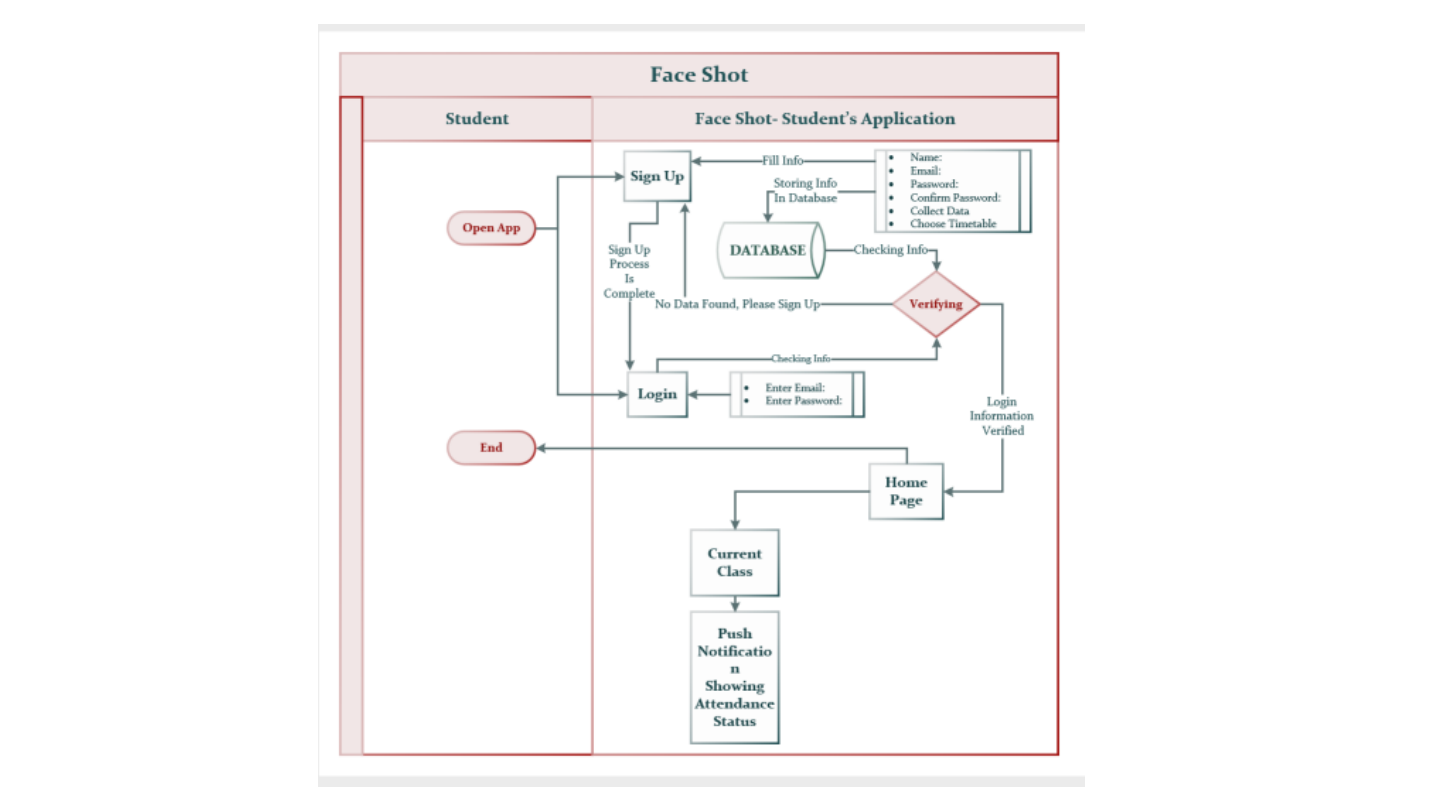 Face Shot
Student
Face Shot- Student's Application
Sign Up
Fill Info
• Name:
• Email:
• Password:
• Confirm Password:
• Collect Data
• Choose Timetable
Storing Info
In Database
Open App
DATABASE
Checking Info
Sign Up
Process
Is
Complete
No Data Found, Please Sign Up
Verifying
Checking Info
Login
• Enter Email:
• Enter Password:
Login
Information
Verified
End
Home
Page
Current
Class
Push
Notificatio
n
Showing
Attendance
Status